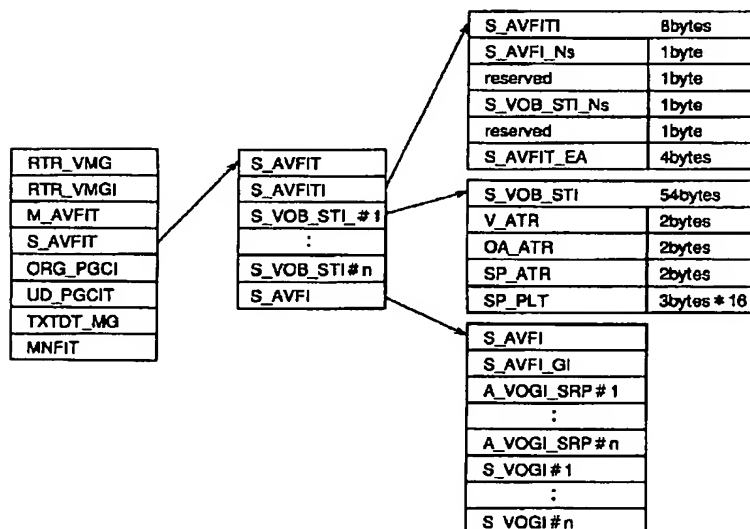 RTR_VMG
RTR_VMGI
M_AVFIT
S_AVFIT
ORG_PGCI
UD_PGCIT
TXTDT_MG
MNFIT
S_AVFIT
S_AVFITI
S_VOB_STI_#1
:
S_VOB_STI#n
S_AVFI
S_AVFITI 8bytes
S_AVFI_Ns 1byte
reserved 1byte
S_VOB_STI_Ns 1byte
reserved 1byte
S_AVFIT_EA 4bytes
S_VOB_STI 54bytes
V_ATR 2bytes
OA_ATR 2bytes
SP_ATR 2bytes
SP_PLT 3bytes*16
S_AVFI
S_AVFI_GI
A_VOGI_SRP#1
:
A_VOGI_SRP#n
S_VOGI#1
:
S_VOGI#n